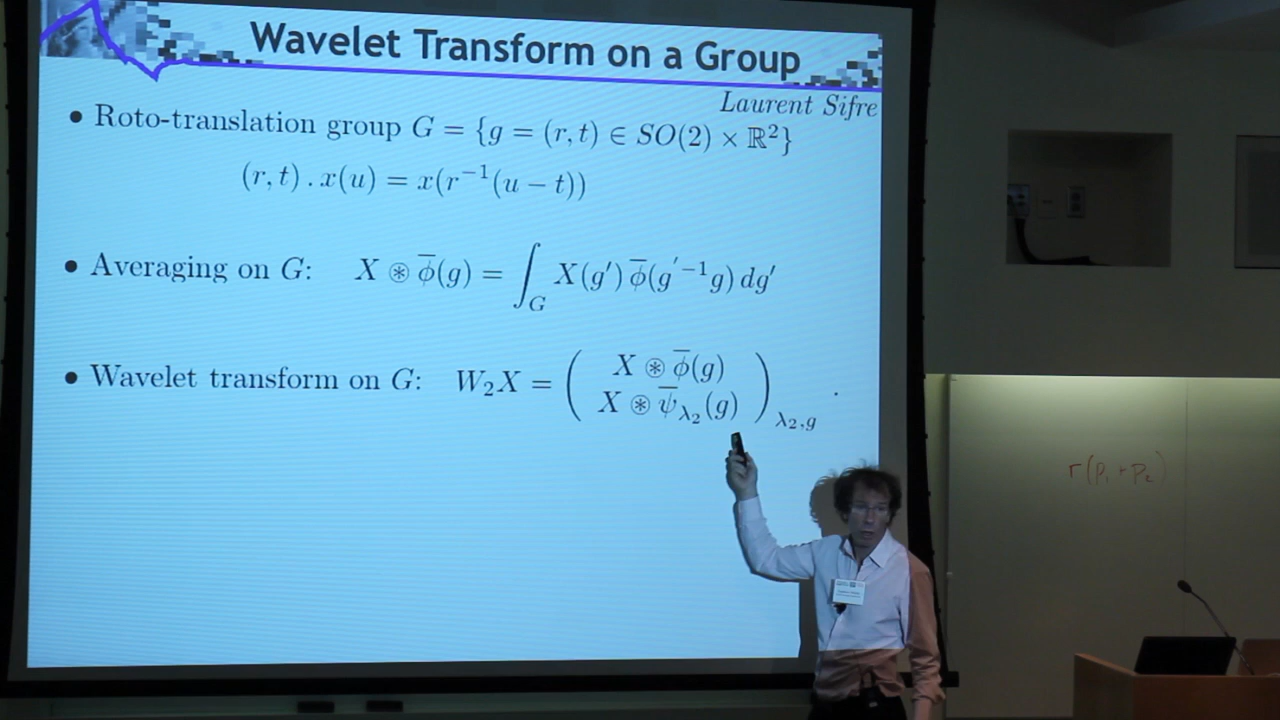 Wavelet Transform on a Group
Laurent Sifre
• Roto-translation group G = {g = (r, t) ∈ SO(2) × ℝ²}
(r, t) . x(u) = x(r⁻¹(u − t))
• Averaging on G: X ⊛ φ̅(g) = ∫_G X(g′) φ̅(g′⁻¹g) dg′
• Wavelet transform on G: W₂X = ( X ⊛ φ̅(g)
X ⊛ ψ̅_λ₂(g) )_λ₂,g .
r(p₁ + p₂)